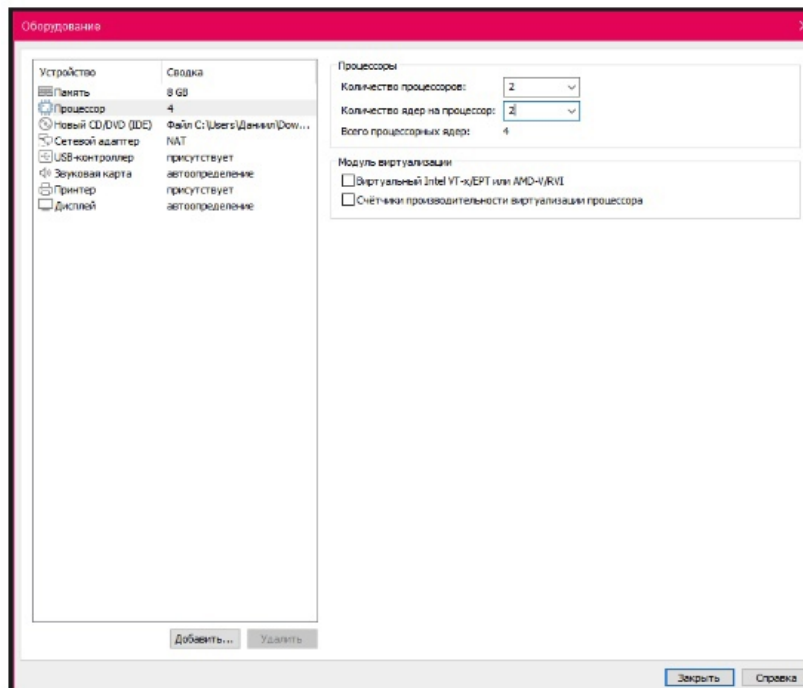 Оборудование
Устройство Сводка
Память 8 GB
Процессор 4
Новый CD/DVD (IDE) Файл C:\Users\Даниил\Dow...
Сетевой адаптер NAT
USB-контроллер присутствует
Звуковая карта автоопределение
Принтер присутствует
Дисплей автоопределение
Добавить... Удалить
Процессоры
Количество процессоров: 2
Количество ядер на процессор: 2
Всего процессорных ядер: 4
Модуль виртуализации
Виртуальный Intel VT-x/EPT или AMD-V/RVI
Счётчики производительности виртуализации процессора
Закрыть Справка